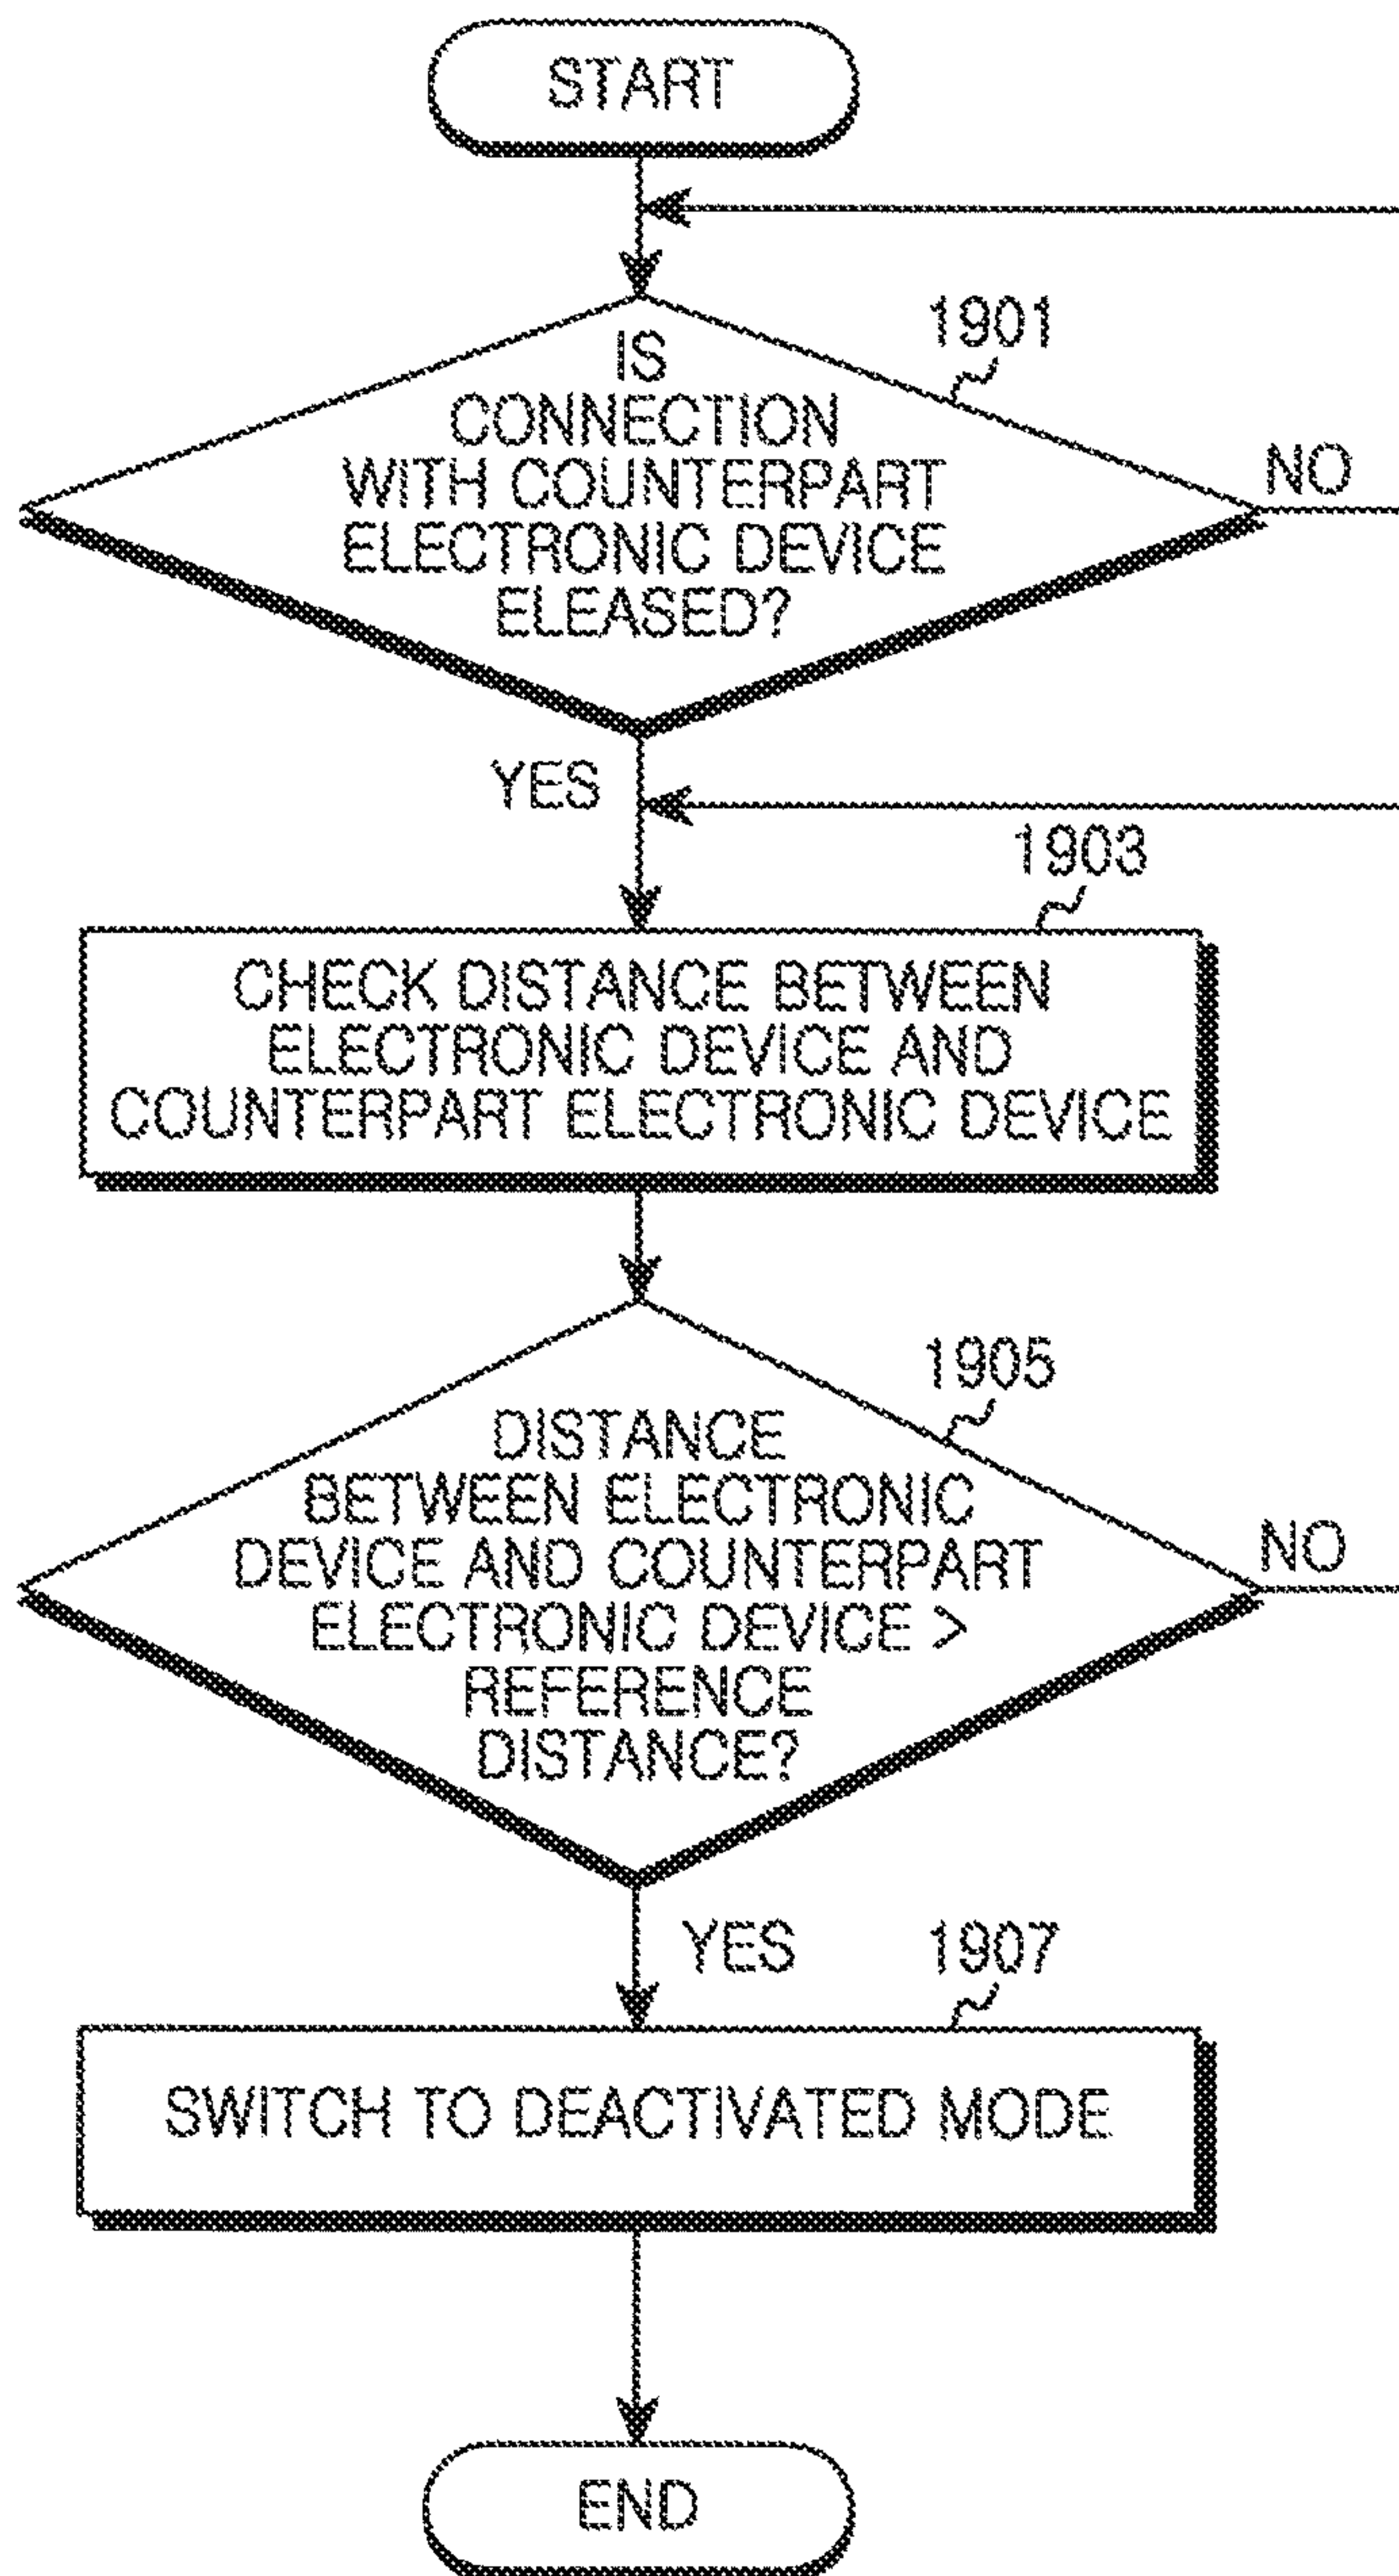 START
1901
IS
CONNECTION
WITH COUNTERPART
ELECTRONIC DEVICE
ELEASED?
NO
YES
1903
CHECK DISTANCE BETWEEN
ELECTRONIC DEVICE AND
COUNTERPART ELECTRONIC DEVICE
1905
DISTANCE
BETWEEN ELECTRONIC
DEVICE AND COUNTERPART
ELECTRONIC DEVICE >
REFERENCE
DISTANCE?
NO
YES
1907
SWITCH TO DEACTIVATED MODE
END